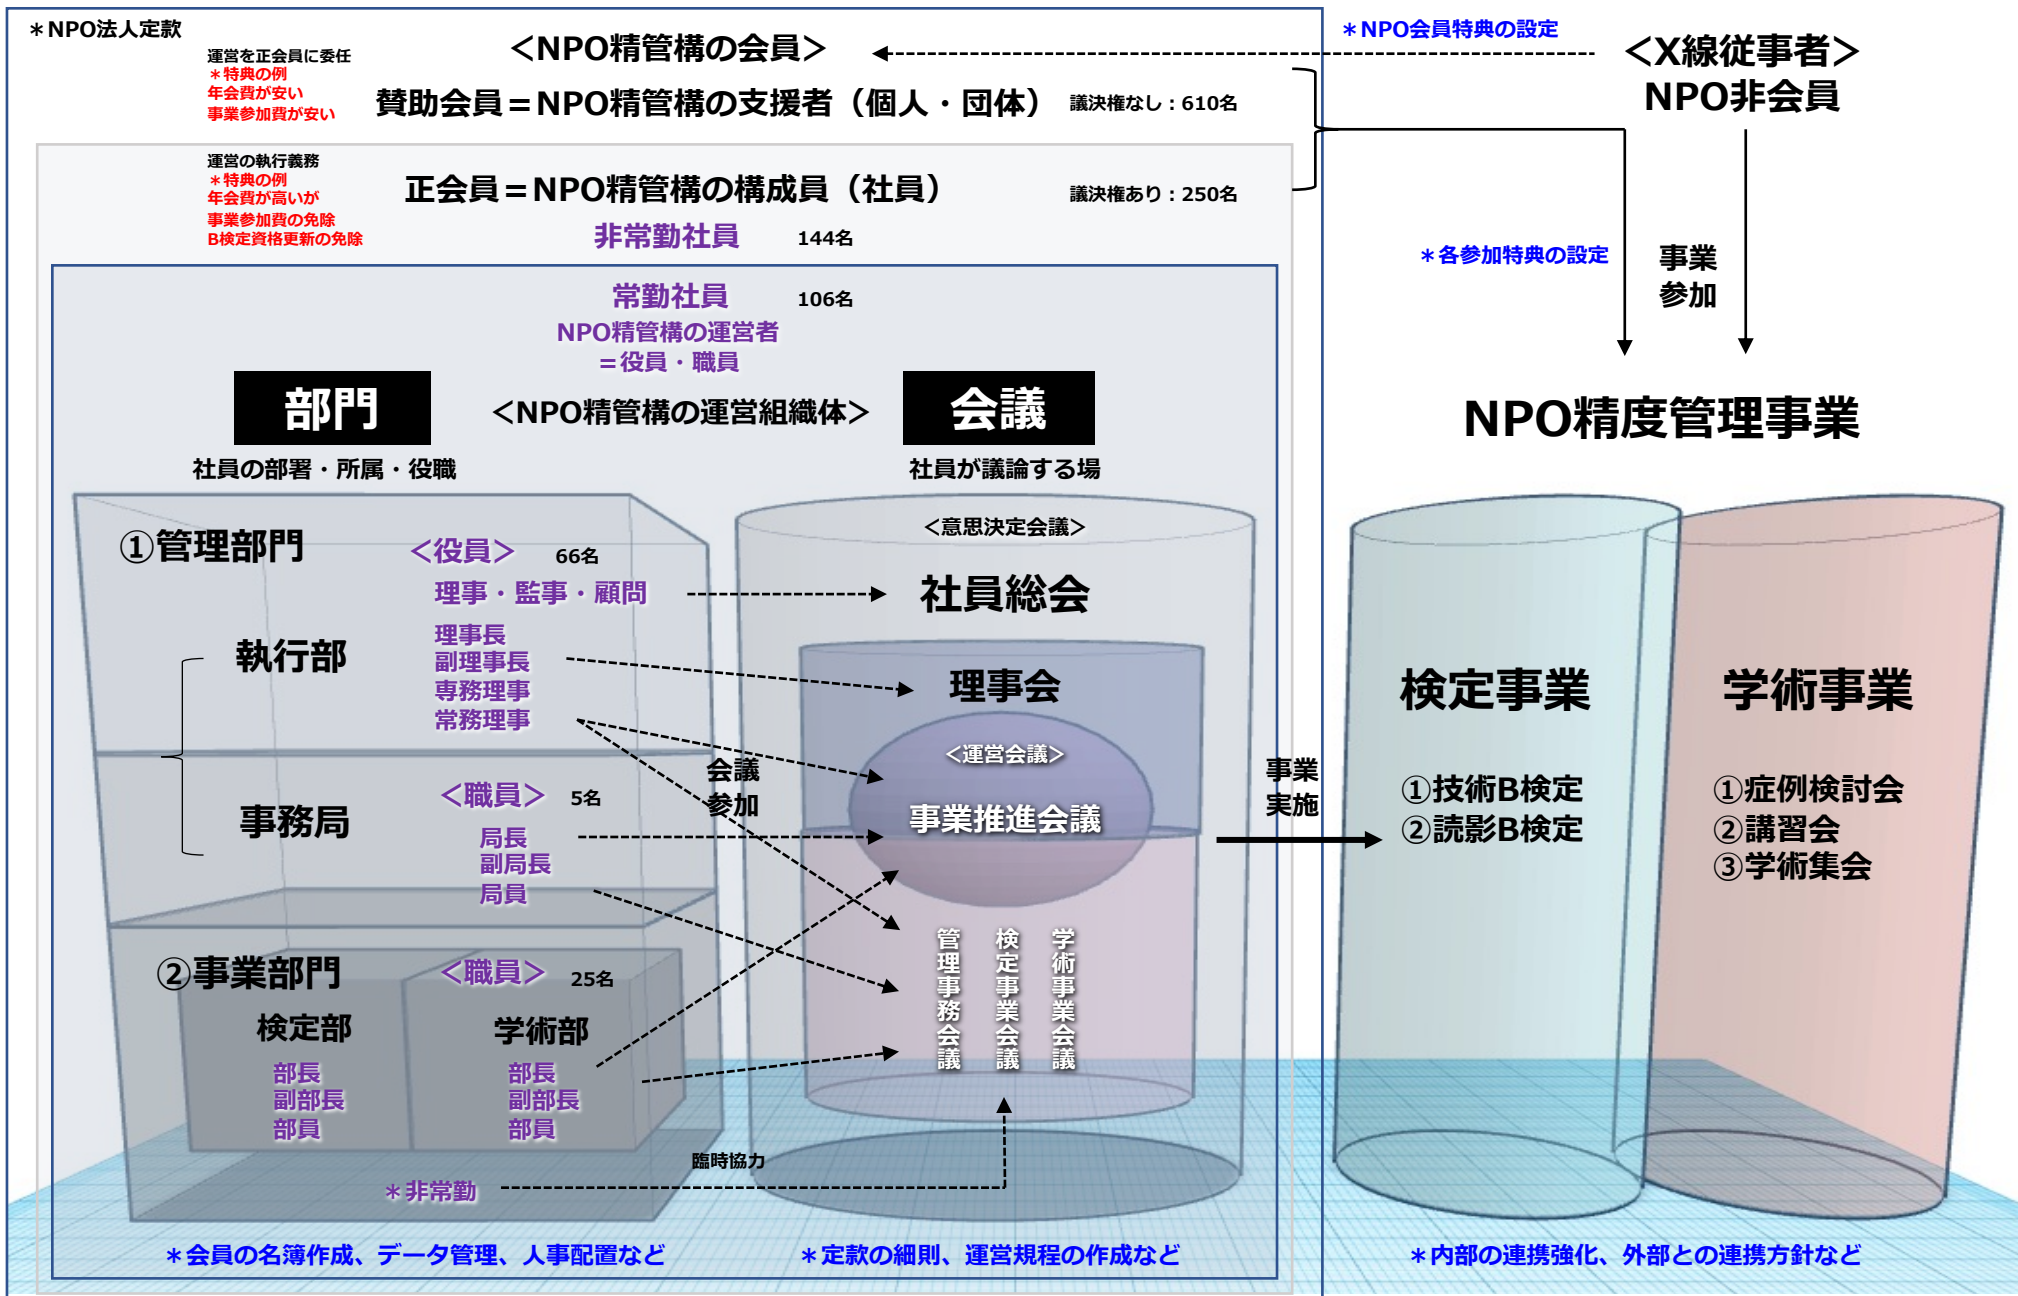 ＊NPO法人定款
＜NPO精管構の会員＞
＊NPO会員特典の設定
＜X線従事者＞
NPO非会員
運営を正会員に委任
＊特典の例
年会費が安い
事業参加費が安い
賛助会員＝NPO精管構の支援者（個人・団体）
議決権なし：610名
運営の執行義務
＊特典の例
年会費が高いが
事業参加費の免除
B検定資格更新の免除
正会員＝NPO精管構の構成員（社員）
議決権あり：250名
非常勤社員
144名
＊各参加特典の設定
事業
参加
常勤社員
106名
NPO精管構の運営者
＝役員・職員
部門
＜NPO精管構の運営組織体＞
会議
社員の部署・所属・役職
社員が議論する場
NPO精度管理事業
①管理部門
＜役員＞
66名
理事・監事・顧問
執行部
理事長
副理事長
専務理事
常務理事
事務局
＜職員＞
5名
局長
副局長
局員
②事業部門
＜職員＞
25名
検定部
部長
副部長
部員
学術部
部長
副部長
部員
＊非常勤
臨時協力
会議
参加
＜意思決定会議＞
社員総会
理事会
＜運営会議＞
事業推進会議
管理事務会議
検定事業会議
学術事業会議
事業
実施
検定事業
①技術B検定
②読影B検定
学術事業
①症例検討会
②講習会
③学術集会
＊会員の名簿作成、データ管理、人事配置など
＊定款の細則、運営規程の作成など
＊内部の連携強化、外部との連携方針など